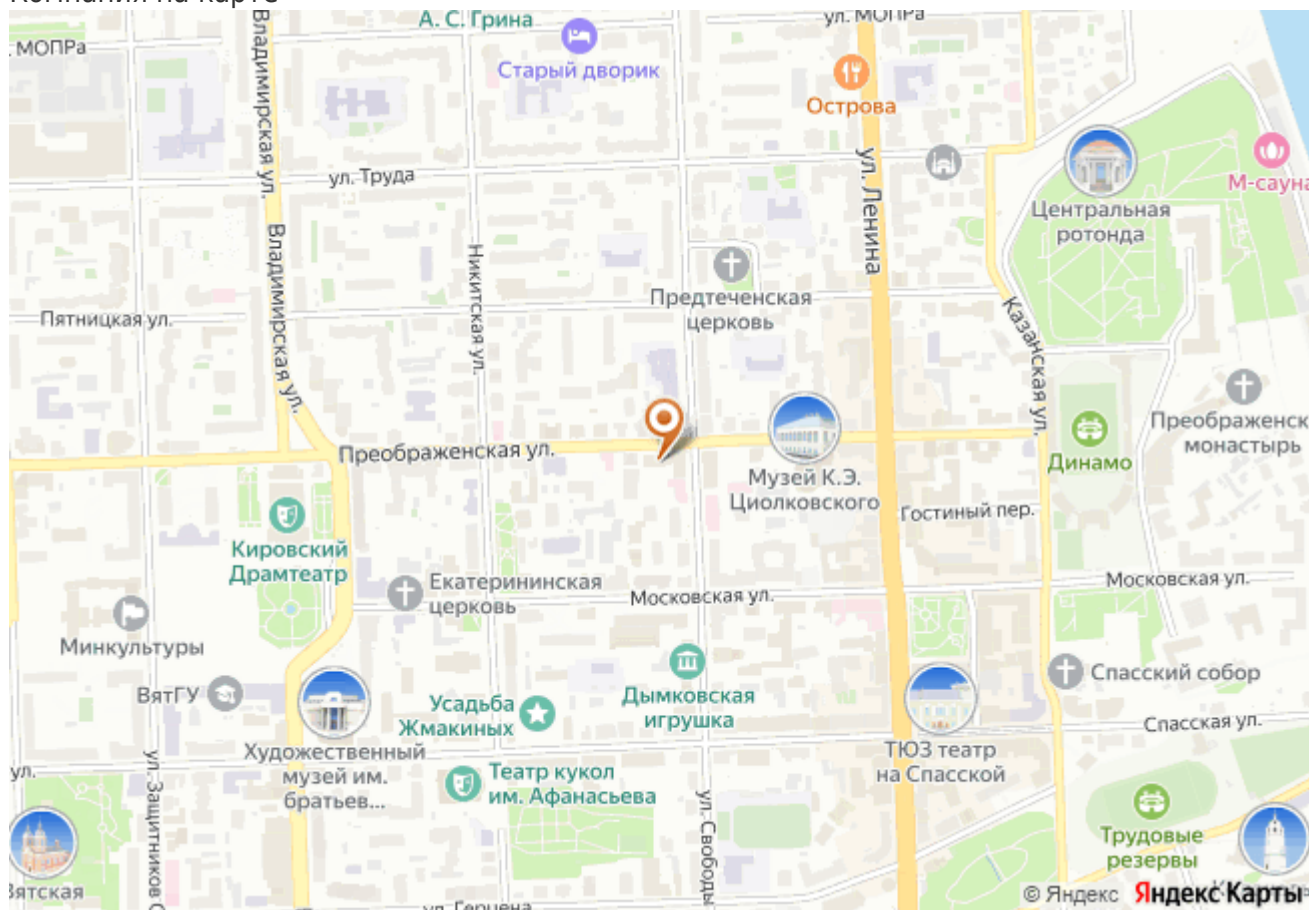 А. С. Грина
ул. МОПРа
МОПРа
Владимирская ул.
Старый дворик
Острова
ул. Труда
ул. Ленина
М-сауна
Центральная
ротонда
Владимирская ул.
Никитская ул.
Предтеченская
церковь
Казанская ул.
Пятницкая ул.
Преображенск
монастырь
Преображенская ул.
Динамо
Музей К.Э.
Циолковского
Гостиный пер.
Кировский
Драмтеатр
Екатерининская
церковь
Московская ул.
Московская ул.
Минкультуры
ВятГУ
Усадьба
Жмакиных
Дымковская
игрушка
Спасский собор
Спасская ул.
Художественный
музей им.
братьев...
ТЮЗ театр
на Спасской
ул.
Театр кукол
им. Афанасьева
ул. Защитников
ул. Свободы
Трудовые
резервы
Вятская
ул. Герцена
© Яндекс Яндекс Карты